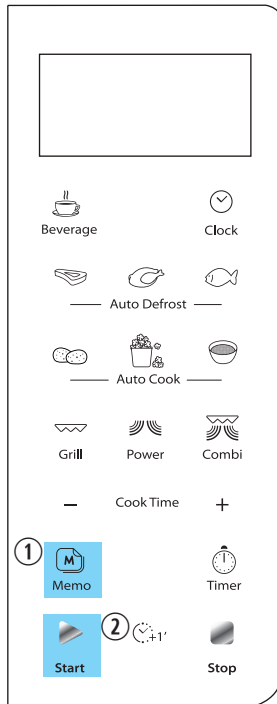 Beverage Clock
Auto Defrost
Auto Cook
Grill Power Combi
– Cook Time +
1 M
Memo Timer
2 +1′
Start Stop